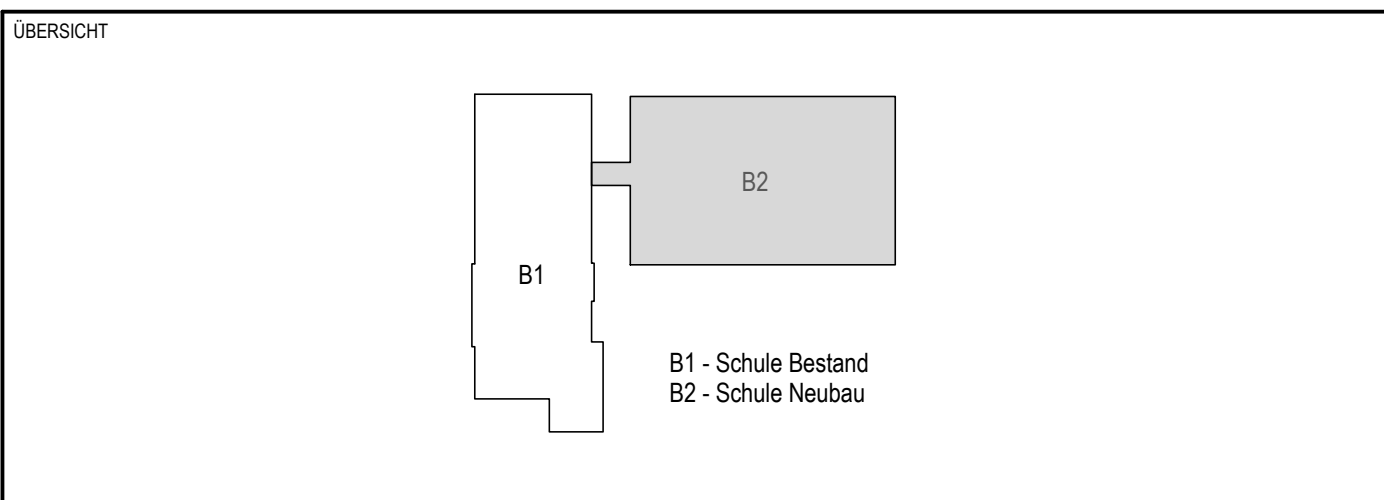 ÜBERSICHT
B2
B1
B1 - Schule Bestand
B2 - Schule Neubau